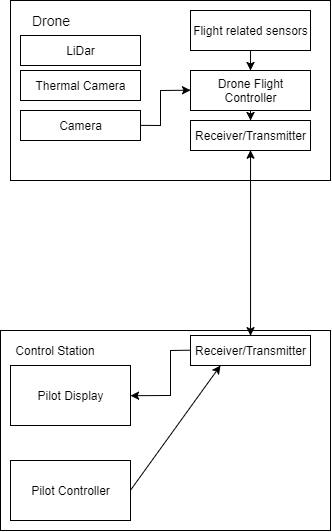 Drone
Flight related sensors
LiDar
Thermal Camera
Drone Flight
Controller
Camera
Receiver/Transmitter
Control Station
Receiver/Transmitter
Pilot Display
Pilot Controller